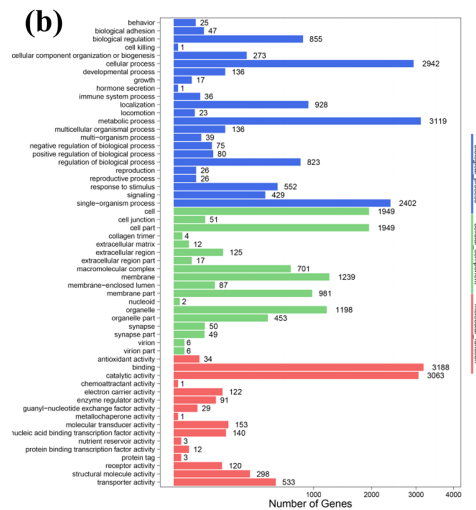 (b)
behavior 25
biological adhesion 47
biological regulation 855
cell killing 1
cellular component organization or biogenesis 273
cellular process 2942
developmental process 136
growth 17
hormone secretion 1
immune system process 36
localization 928
locomotion 23
metabolic process 3119
multicellular organismal process 136
multi-organism process 39
negative regulation of biological process 75
positive regulation of biological process 80
regulation of biological process 823
reproduction 26
reproductive process 26
response to stimulus 552
signaling 429
single-organism process 2402
cell 1949
cell junction 51
cell part 1949
collagen trimer 4
extracellular matrix 12
extracellular region 125
extracellular region part 17
macromolecular complex 701
membrane 1239
membrane-enclosed lumen 87
membrane part 981
nucleoid 2
organelle 1198
organelle part 453
synapse 50
synapse part 49
virion 6
virion part 6
antioxidant activity 34
binding 3188
catalytic activity 3063
chemoattractant activity 1
electron carrier activity 122
enzyme regulator activity 91
guanyl-nucleotide exchange factor activity 29
metallochaperone activity 1
molecular transducer activity 153
nucleic acid binding transcription factor activity 140
nutrient reservoir activity 3
protein binding transcription factor activity 12
protein tag 3
receptor activity 120
structural molecule activity 298
transporter activity 533
1000 2000 3000 4000
Number of Genes